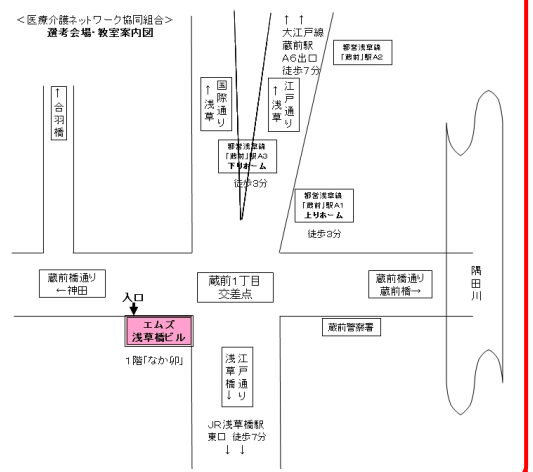 ＜医療介護ネットワーク協同組合＞
選考会場・教室案内図
↑ ↑
大江戸線
蔵前駅
A6出口
徒歩7分
都営浅草線
「蔵前」駅A2
↑合羽橋
国際通り
↑浅草
江戸通り
↑浅草
都営浅草線
「蔵前」駅A3
下りホーム
徒歩3分
都営浅草線
「蔵前」駅A1
上りホーム
徒歩3分
蔵前橋通り
←神田
蔵前1丁目
交差点
蔵前橋通り
蔵前橋→
隅田川
入口
エムズ
浅草橋ビル
蔵前警察署
1階「なか卯」
江戸通り
浅草橋↓
JR浅草橋駅
東口 徒歩7分
↓ ↓